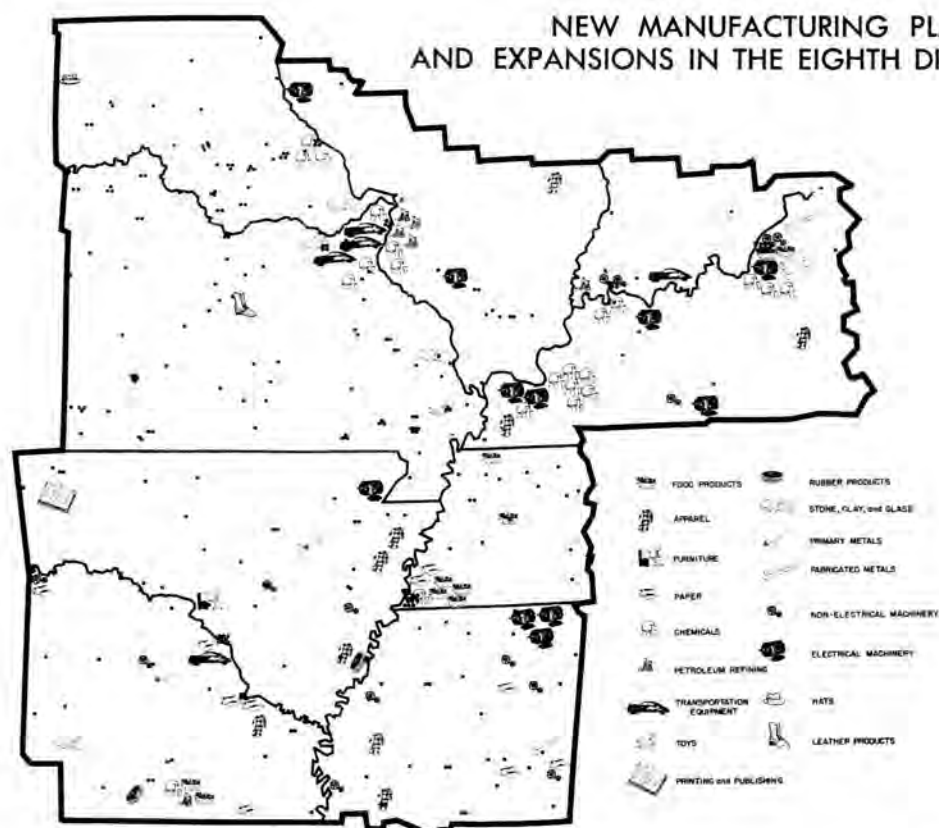 NEW MANUFACTURING PL
AND EXPANSIONS IN THE EIGHTH DI
FOOD PRODUCTS
APPAREL
FURNITURE
PAPER
CHEMICALS
PETROLEUM REFINING
TRANSPORTATION
EQUIPMENT
TOYS
PRINTING and PUBLISHING
RUBBER PRODUCTS
STONE, CLAY, and GLASS
PRIMARY METALS
FABRICATED METALS
NON-ELECTRICAL MACHINERY
ELECTRICAL MACHINERY
HATS
LEATHER PRODUCTS